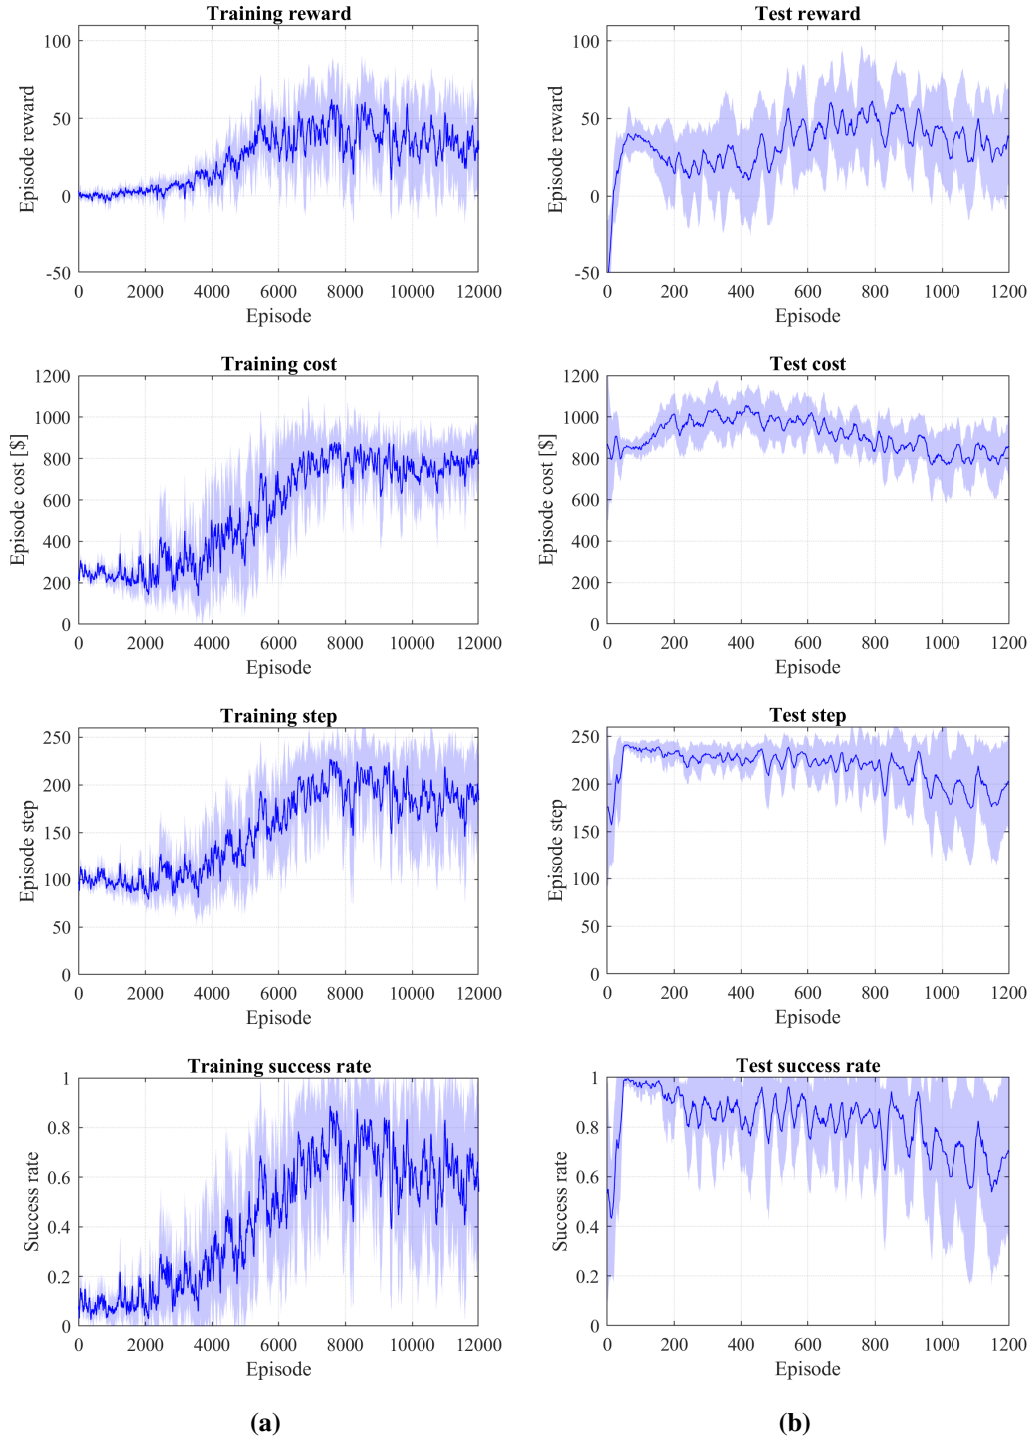 Training reward
100
50
0
-50
Episode reward
0 2000 4000 6000 8000 10000 12000
Episode
Test reward
100
50
0
-50
Episode reward
0 200 400 600 800 1000 1200
Episode
Training cost
1200
1000
800
600
400
200
0
Episode cost [$]
0 2000 4000 6000 8000 10000 12000
Episode
Test cost
1200
1000
800
600
400
200
0
Episode cost [$]
0 200 400 600 800 1000 1200
Episode
Training step
250
200
150
100
50
0
Episode step
0 2000 4000 6000 8000 10000 12000
Episode
Test step
250
200
150
100
50
0
Episode step
0 200 400 600 800 1000 1200
Episode
Training success rate
1
0.8
0.6
0.4
0.2
0
Success rate
0 2000 4000 6000 8000 10000 12000
Episode
Test success rate
1
0.8
0.6
0.4
0.2
0
Success rate
0 200 400 600 800 1000 1200
Episode
(a)
(b)